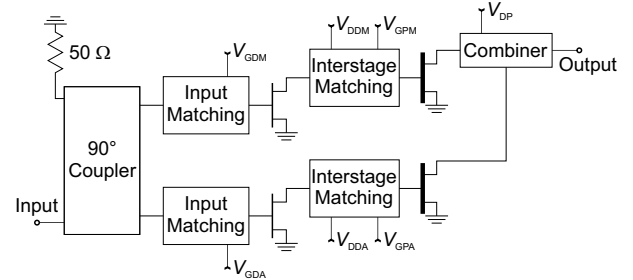 50 Ω
90°
Coupler
Input
Input
Matching
V_GDM
V_DDM
V_GPM
Interstage
Matching
V_DP
Combiner
Output
Input
Matching
V_GDA
Interstage
Matching
V_DDA
V_GPA